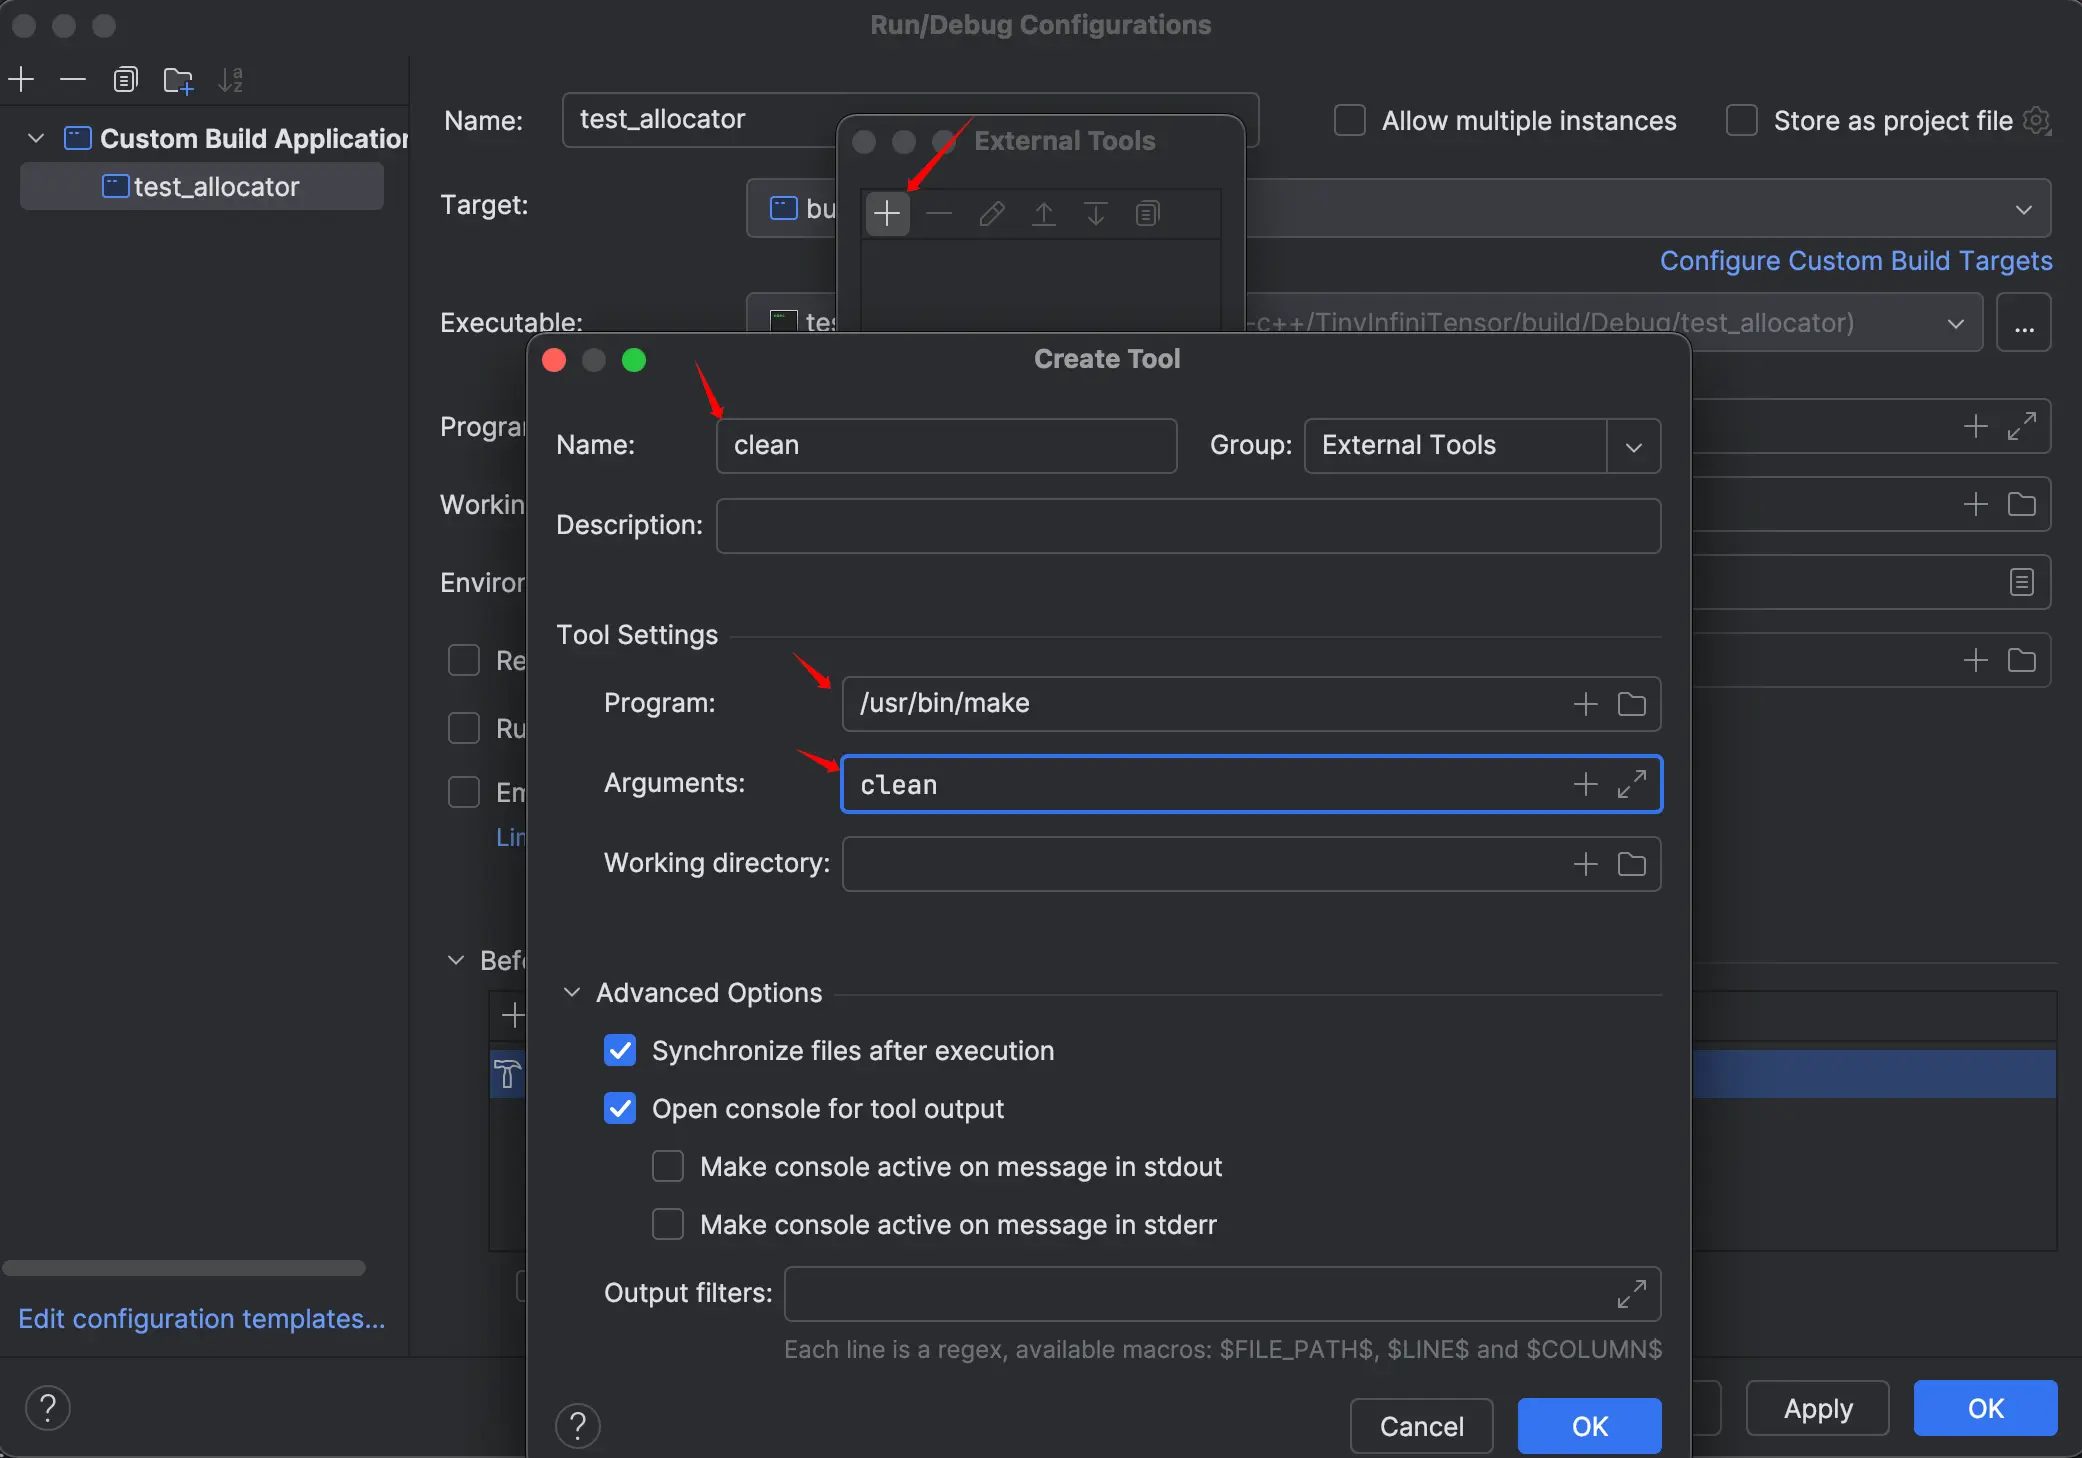 Run/Debug Configurations
Custom Build Application
test_allocator
Name:
test_allocator
Allow multiple instances
Store as project file
Target:
bu
Configure Custom Build Targets
Executable:
tes
-c++/TinyInfiniTensor/build/Debug/test_allocator)
...
External Tools
Program
Workin
Environ
Re
Ru
Em
Lin
Befo
Create Tool
Name:
clean
Group:
External Tools
Description:
Tool Settings
Program:
/usr/bin/make
Arguments:
clean
Working directory:
Advanced Options
Synchronize files after execution
Open console for tool output
Make console active on message in stdout
Make console active on message in stderr
Output filters:
Each line is a regex, available macros: $FILE_PATH$, $LINE$ and $COLUMN$
?
Cancel
OK
Edit configuration templates...
?
Apply
OK